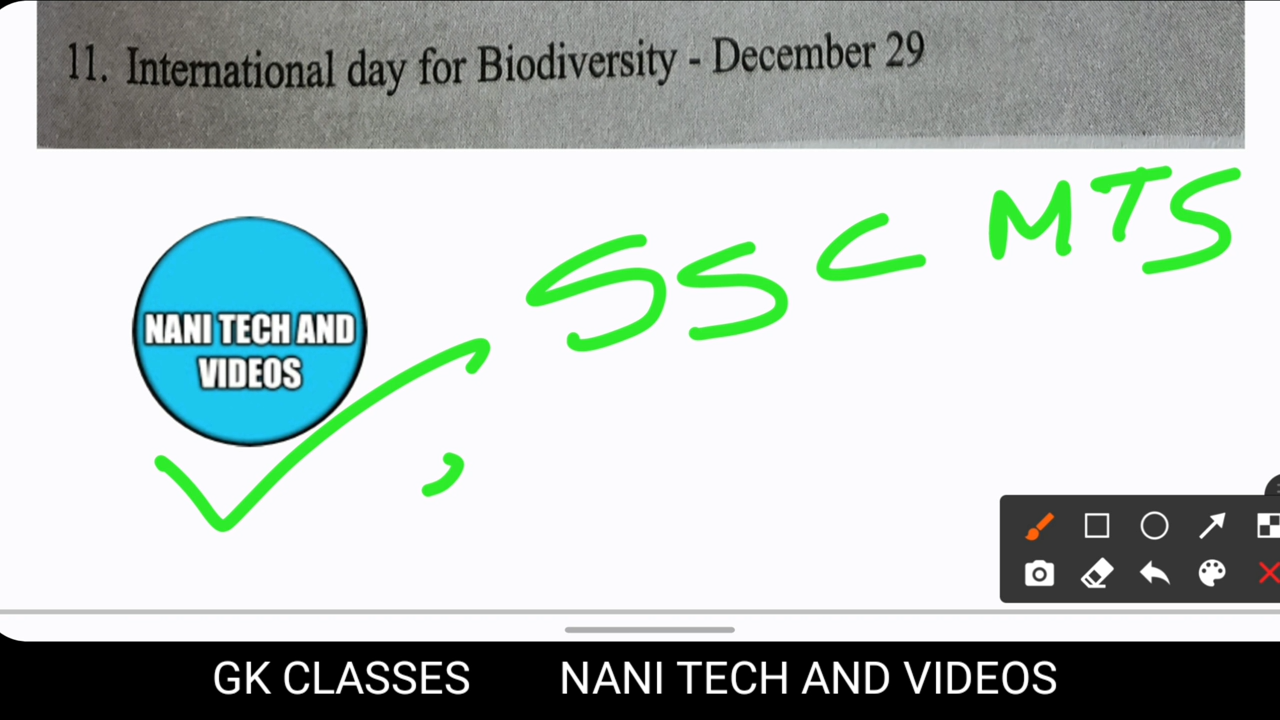 11. International day for Biodiversity - December 29
SSC MTS
NANI TECH AND
VIDEOS
GK CLASSES NANI TECH AND VIDEOS